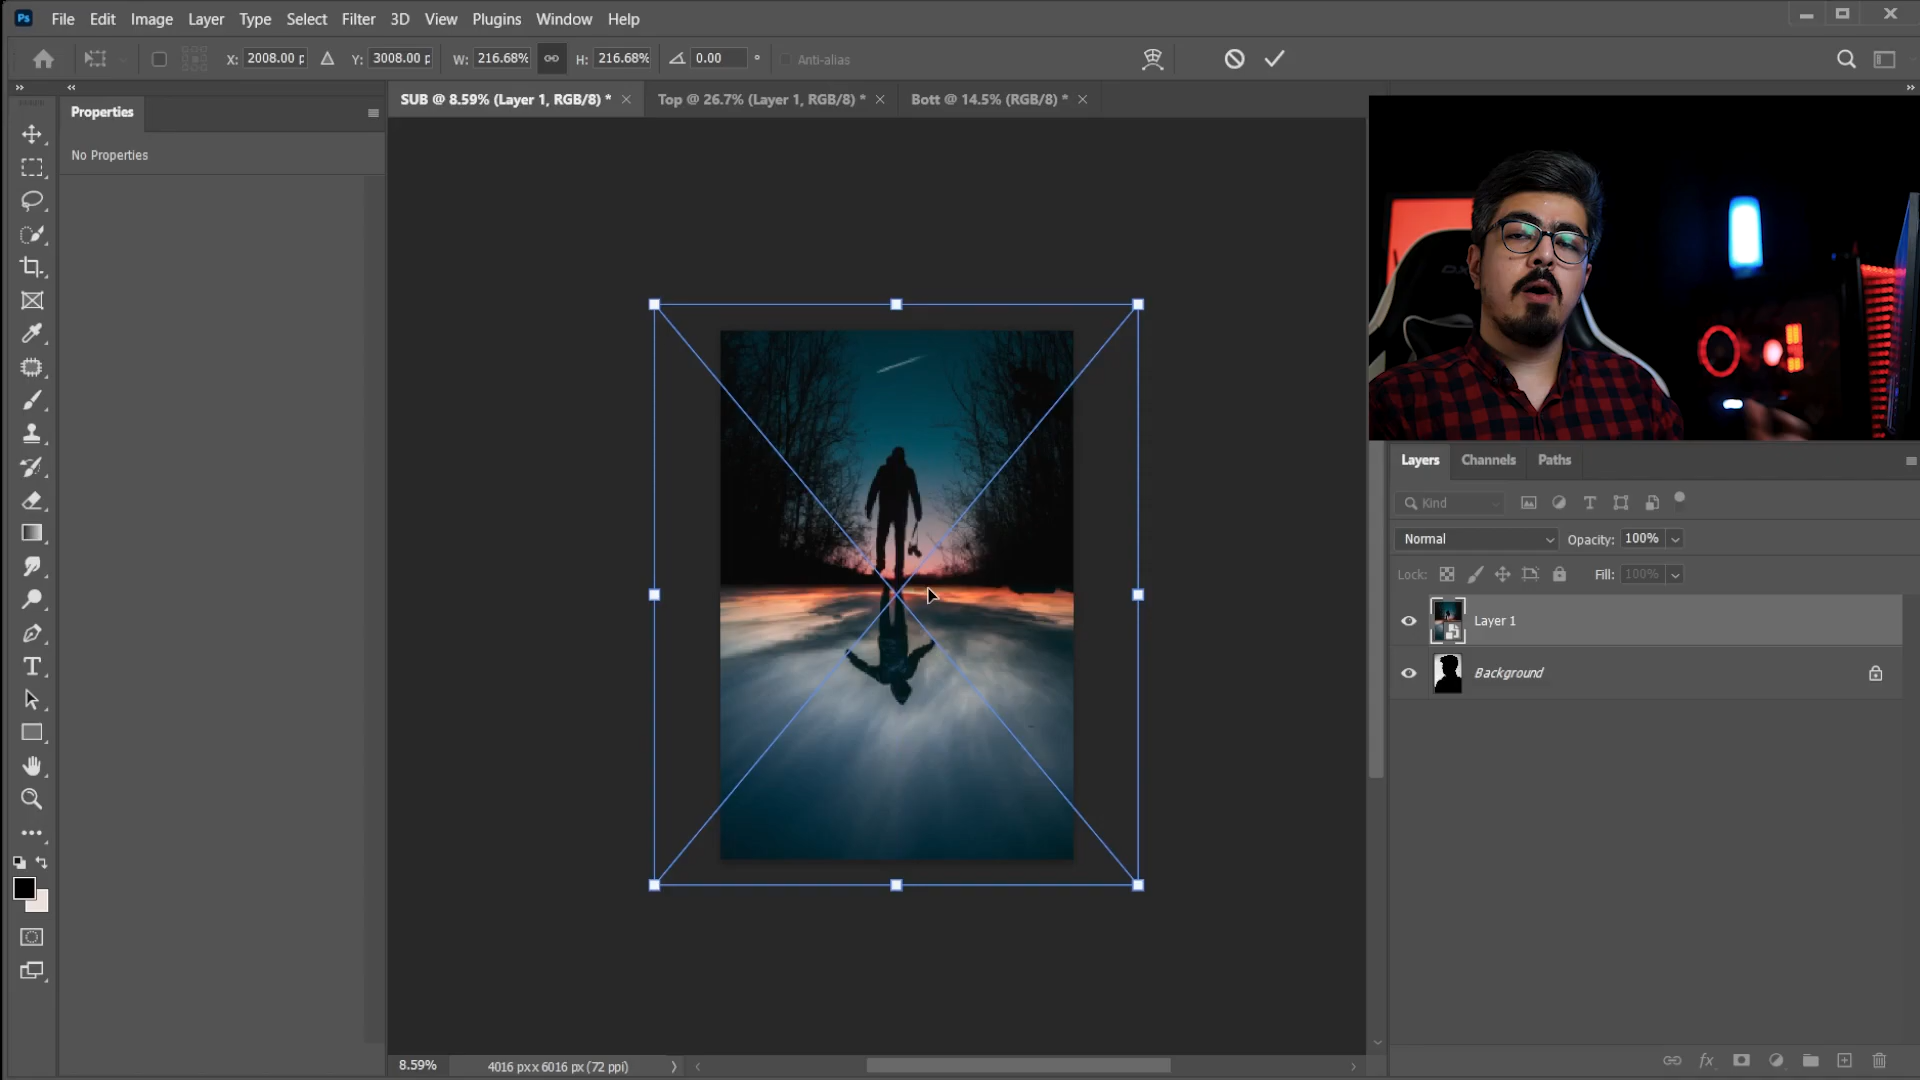 Ps File Edit Image Layer Type Select Filter 3D View Plugins Window Help
X: 2008.00 p Y: 3008.00 p W: 216.68% H: 216.68% 0.00 ° Anti-alias
SUB @ 8.59% (Layer 1, RGB/8) * Top @ 26.7% (Layer 1, RGB/8) * Bott @ 14.5% (RGB/8) *
Properties
No Properties
Layers Channels Paths
Kind
Normal Opacity: 100%
Lock: Fill: 100%
Layer 1
Background
8.59% 4016 px x 6016 px (72 ppi)